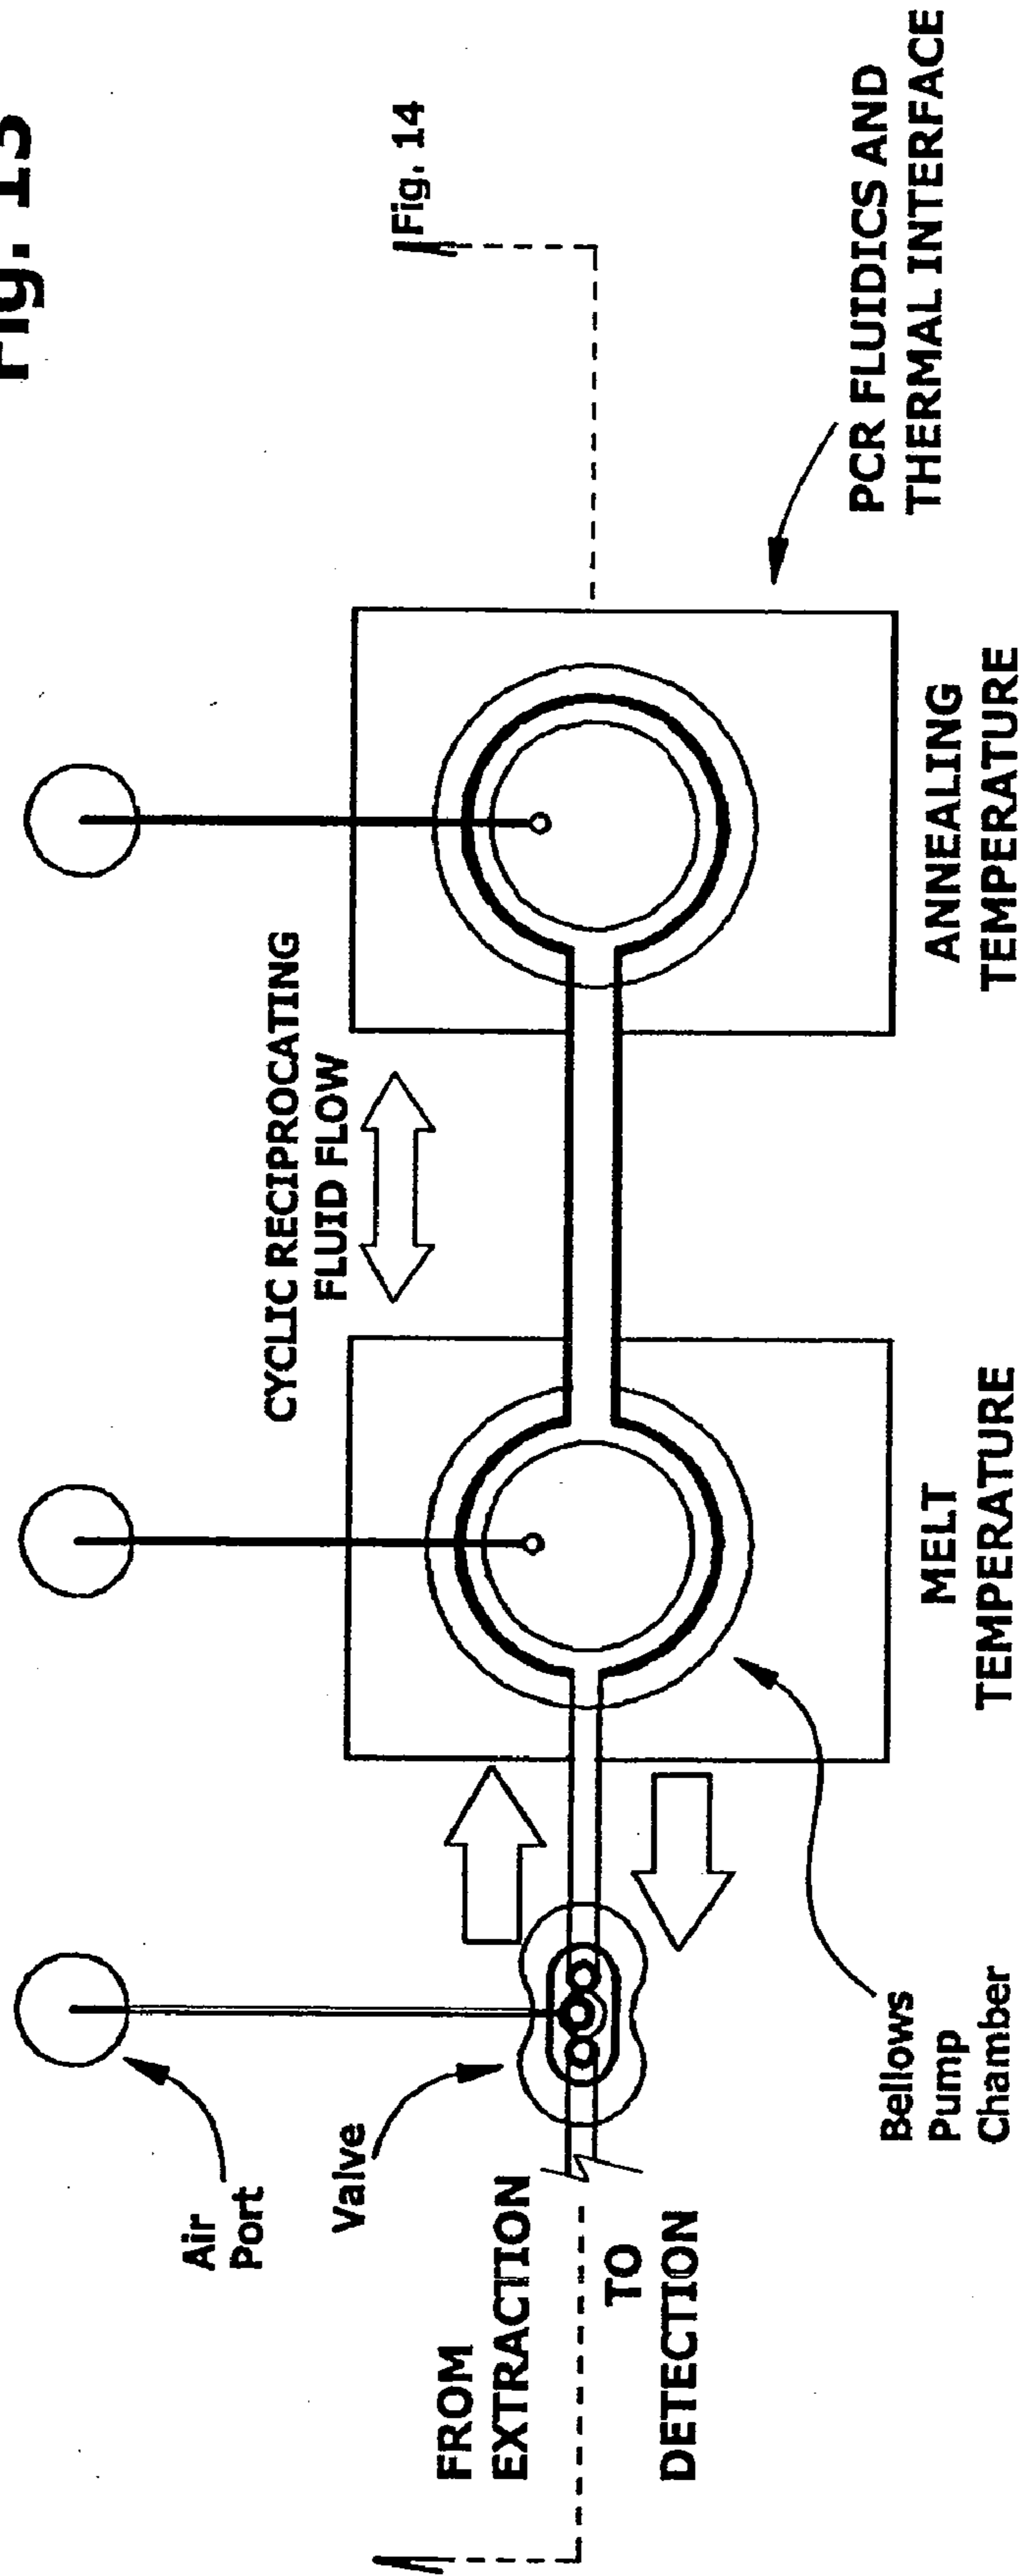 Fig. 13
Fig. 14
Air
Port
Valve
CYCLIC RECIPROCATING
FLUID FLOW
FROM
EXTRACTION
TO
DETECTION
Bellows
Pump
Chamber
MELT
TEMPERATURE
ANNEALING
TEMPERATURE
PCR FLUIDICS AND
THERMAL INTERFACE